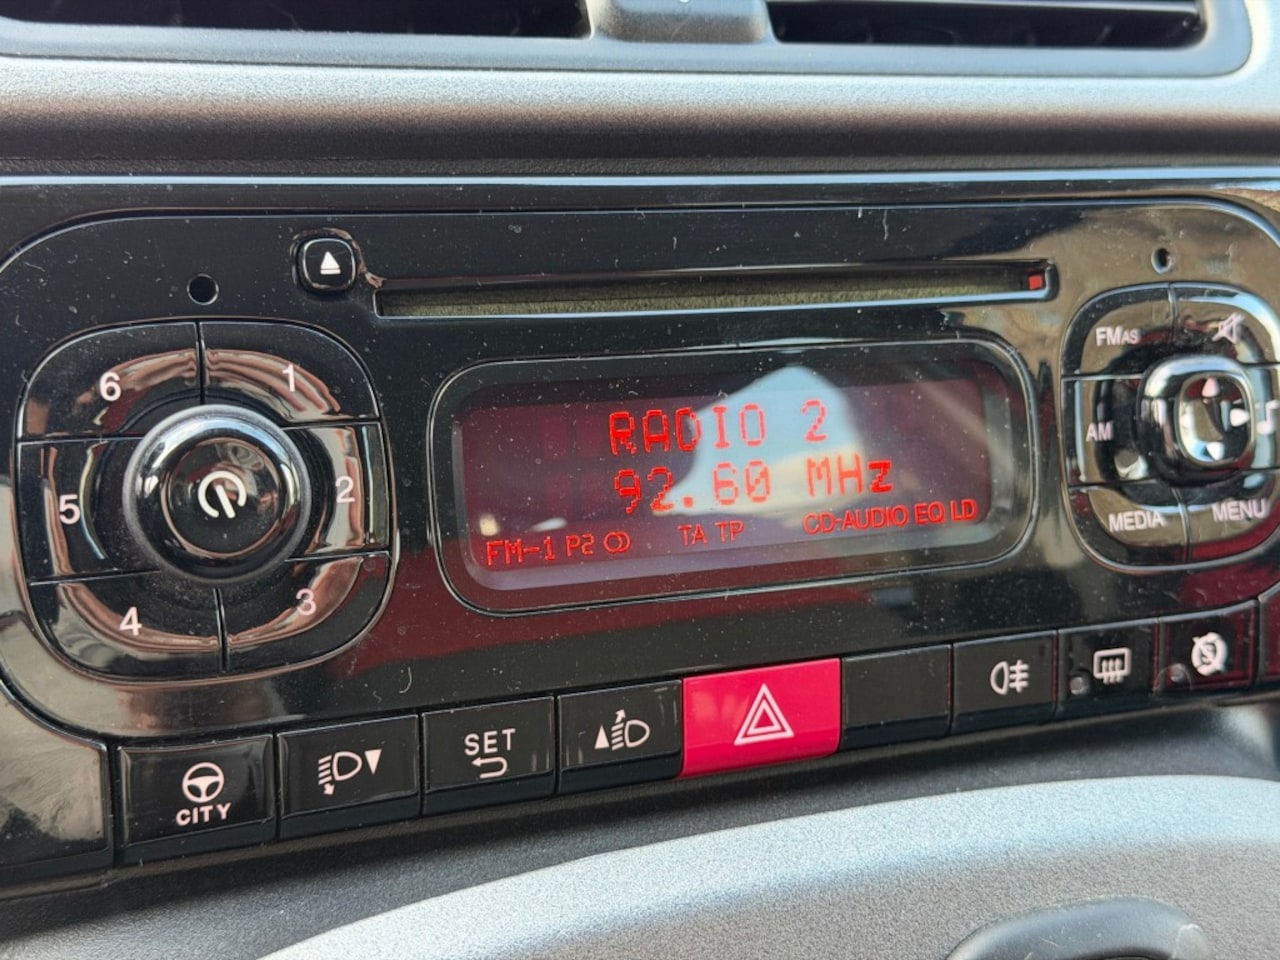 6
1
5
2
4
3
RADIO 2
92.60 MHz
FM-1 P2 TA TP CD-AUDIO EQ LD
FMAS
AM
MEDIA
MENU
CITY
SET